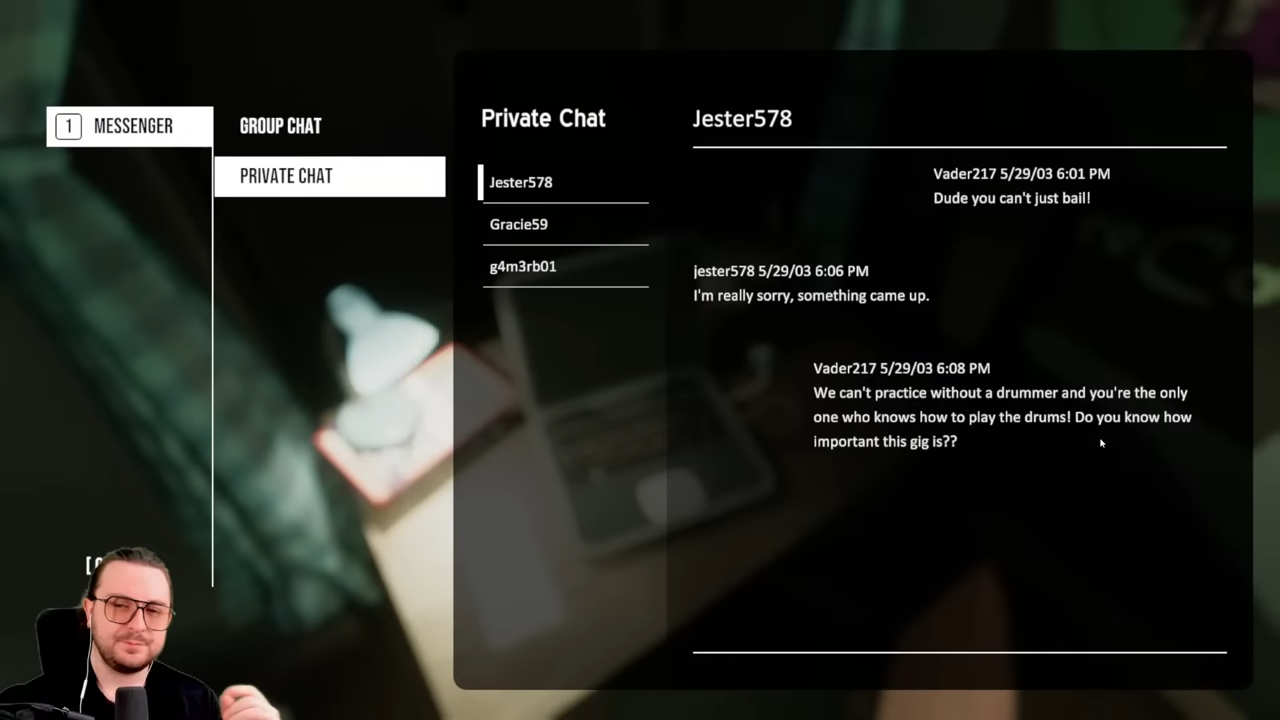 1 MESSENGER
GROUP CHAT
PRIVATE CHAT
Private Chat
Jester578
Gracie59
g4m3rb01
Jester578
Vader217 5/29/03 6:01 PM
Dude you can't just bail!
jester578 5/29/03 6:06 PM
I'm really sorry, something came up.
Vader217 5/29/03 6:08 PM
We can't practice without a drummer and you're the only
one who knows how to play the drums! Do you know how
important this gig is??